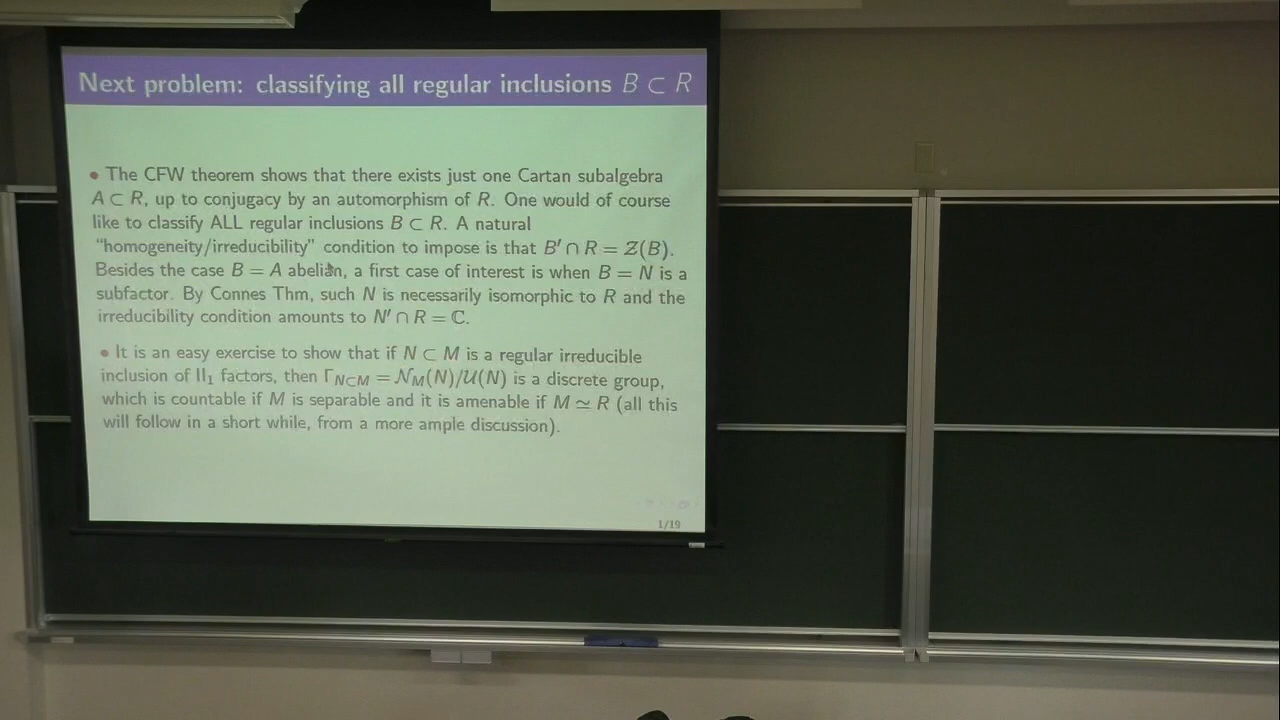 Next problem: classifying all regular inclusions B ⊂ R
• The CFW theorem shows that there exists just one Cartan subalgebra
A ⊂ R, up to conjugacy by an automorphism of R. One would of course
like to classify ALL regular inclusions B ⊂ R. A natural
“homogeneity/irreducibility” condition to impose is that B′ ∩ R = 𝒵(B).
Besides the case B = A abelian, a first case of interest is when B = N is a
subfactor. By Connes Thm, such N is necessarily isomorphic to R and the
irreducibility condition amounts to N′ ∩ R = ℂ.
• It is an easy exercise to show that if N ⊂ M is a regular irreducible
inclusion of II₁ factors, then Γ_{N⊂M} = 𝒩_M(N)/𝒰(N) is a discrete group,
which is countable if M is separable and it is amenable if M ≃ R (all this
will follow in a short while, from a more ample discussion).
1/19